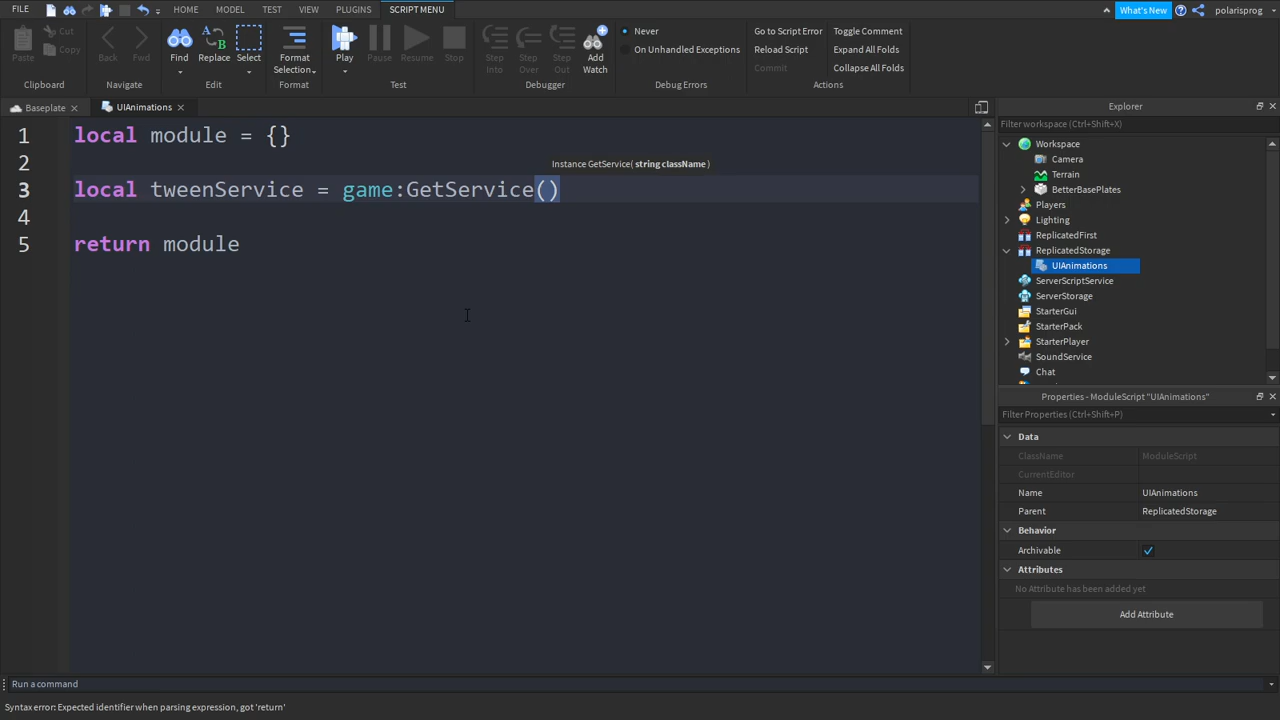 FILE HOME MODEL TEST VIEW PLUGINS SCRIPT MENU What's New polarisprog
Paste Cut Copy Back Fwd Find Replace Select Format Selection Play Pause Resume Stop Step Into Step Over Step Out Add Watch Never On Unhandled Exceptions Go to Script Error Reload Script Commit Toggle Comment Expand All Folds Collapse All Folds
Clipboard Navigate Edit Format Test Debugger Debug Errors Actions
Baseplate UIAnimations
1 local module = {}
2
Instance GetService( string className )
3 local tweenService = game:GetService()
4
5 return module
Explorer
Filter workspace (Ctrl+Shift+X)
Workspace
Camera
Terrain
BetterBasePlates
Players
Lighting
ReplicatedFirst
ReplicatedStorage
UIAnimations
ServerScriptService
ServerStorage
StarterGui
StarterPack
StarterPlayer
SoundService
Chat
Properties - ModuleScript "UIAnimations"
Filter Properties (Ctrl+Shift+P)
Data
ClassName ModuleScript
CurrentEditor
Name UIAnimations
Parent ReplicatedStorage
Behavior
Archivable
Attributes
No Attribute has been added yet
Add Attribute
Run a command
Syntax error: Expected identifier when parsing expression, got 'return'